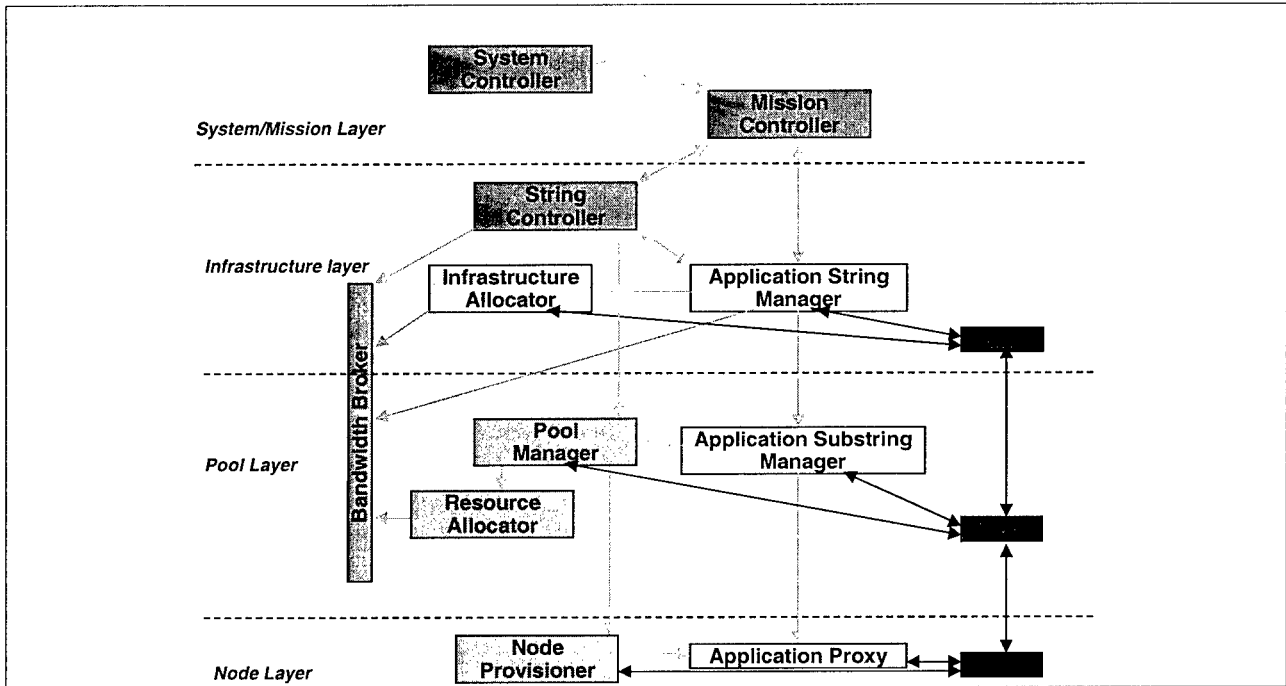 System
Controller
Mission
Controller
System/Mission Layer
String
Controller
Infrastructure layer
Infrastructure
Allocator
Application String
Manager
Bandwidth Broker
Pool
Manager
Application Substring
Manager
Pool Layer
Resource
Allocator
Node
Provisioner
Application Proxy
Node Layer